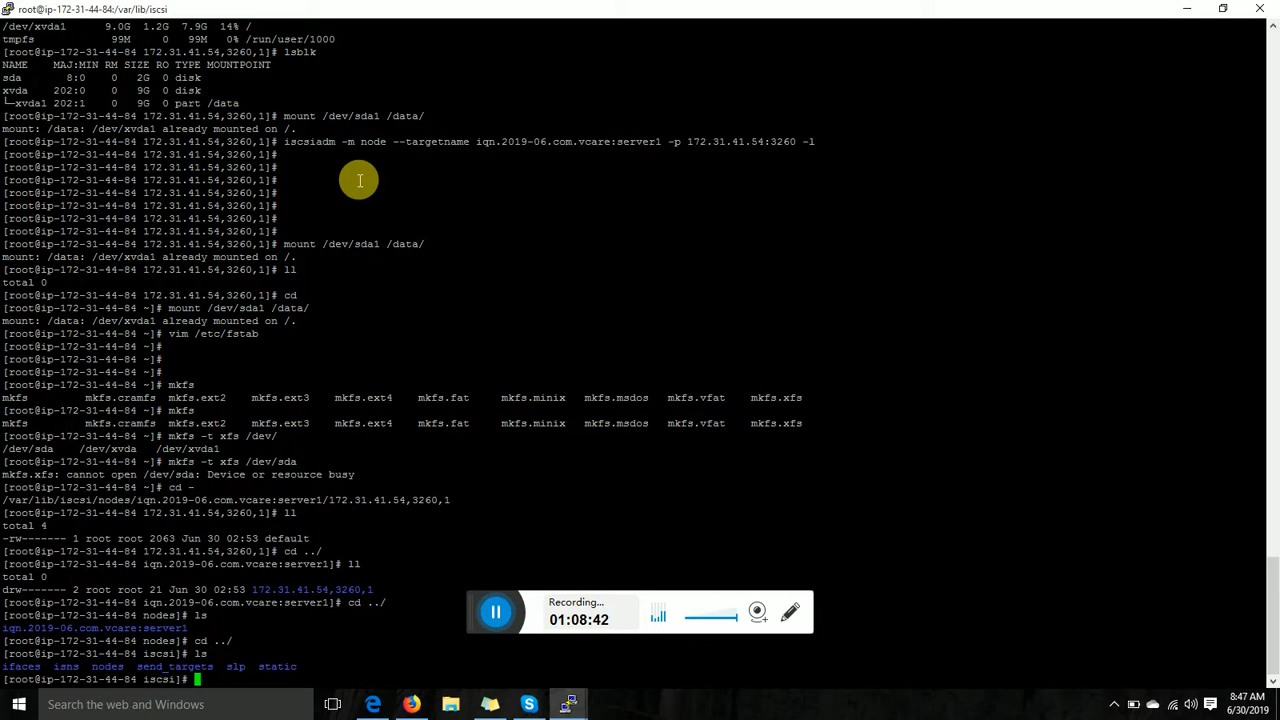 root@ip-172-31-44-84:/var/lib/iscsi
/dev/xvda1      9.0G  1.2G  7.9G  14% /
tmpfs            99M     0   99M   0% /run/user/1000
[root@ip-172-31-44-84 172.31.41.54,3260,1]# lsblk
NAME    MAJ:MIN RM SIZE RO TYPE MOUNTPOINT
sda       8:0    0   2G  0 disk
xvda    202:0    0   9G  0 disk
└─xvda1 202:1    0   9G  0 part /data
[root@ip-172-31-44-84 172.31.41.54,3260,1]# mount /dev/sda1 /data/
mount: /data: /dev/xvda1 already mounted on /.
[root@ip-172-31-44-84 172.31.41.54,3260,1]# iscsiadm -m node --targetname iqn.2019-06.com.vcare:server1 -p 172.31.41.54:3260 -l
[root@ip-172-31-44-84 172.31.41.54,3260,1]#
[root@ip-172-31-44-84 172.31.41.54,3260,1]#
[root@ip-172-31-44-84 172.31.41.54,3260,1]#
[root@ip-172-31-44-84 172.31.41.54,3260,1]#
[root@ip-172-31-44-84 172.31.41.54,3260,1]#
[root@ip-172-31-44-84 172.31.41.54,3260,1]#
[root@ip-172-31-44-84 172.31.41.54,3260,1]#
[root@ip-172-31-44-84 172.31.41.54,3260,1]# mount /dev/sda1 /data/
mount: /data: /dev/xvda1 already mounted on /.
[root@ip-172-31-44-84 172.31.41.54,3260,1]# ll
total 0
[root@ip-172-31-44-84 172.31.41.54,3260,1]# cd
[root@ip-172-31-44-84 ~]# mount /dev/sda1 /data/
mount: /data: /dev/xvda1 already mounted on /.
[root@ip-172-31-44-84 ~]# vim /etc/fstab
[root@ip-172-31-44-84 ~]#
[root@ip-172-31-44-84 ~]#
[root@ip-172-31-44-84 ~]#
[root@ip-172-31-44-84 ~]# mkfs
mkfs         mkfs.cramfs  mkfs.ext2    mkfs.ext3    mkfs.ext4    mkfs.fat     mkfs.minix   mkfs.msdos   mkfs.vfat    mkfs.xfs
[root@ip-172-31-44-84 ~]# mkfs
mkfs         mkfs.cramfs  mkfs.ext2    mkfs.ext3    mkfs.ext4    mkfs.fat     mkfs.minix   mkfs.msdos   mkfs.vfat    mkfs.xfs
[root@ip-172-31-44-84 ~]# mkfs -t xfs /dev/
/dev/sda    /dev/xvda   /dev/xvda1
[root@ip-172-31-44-84 ~]# mkfs -t xfs /dev/sda
mkfs.xfs: cannot open /dev/sda: Device or resource busy
[root@ip-172-31-44-84 ~]# cd -
/var/lib/iscsi/nodes/iqn.2019-06.com.vcare:server1/172.31.41.54,3260,1
[root@ip-172-31-44-84 172.31.41.54,3260,1]# ll
total 4
-rw------- 1 root root 2063 Jun 30 02:53 default
[root@ip-172-31-44-84 172.31.41.54,3260,1]# cd ../
[root@ip-172-31-44-84 iqn.2019-06.com.vcare:server1]# ll
total 0
drw------- 2 root root 21 Jun 30 02:53 172.31.41.54,3260,1
[root@ip-172-31-44-84 iqn.2019-06.com.vcare:server1]# cd ../
[root@ip-172-31-44-84 nodes]# ls
iqn.2019-06.com.vcare:server1
[root@ip-172-31-44-84 nodes]# cd ../
[root@ip-172-31-44-84 iscsi]# ls
ifaces  isns  nodes  send_targets  slp  static
[root@ip-172-31-44-84 iscsi]#
Recording...
01:08:42
Search the web and Windows
8:47 AM
6/30/2019